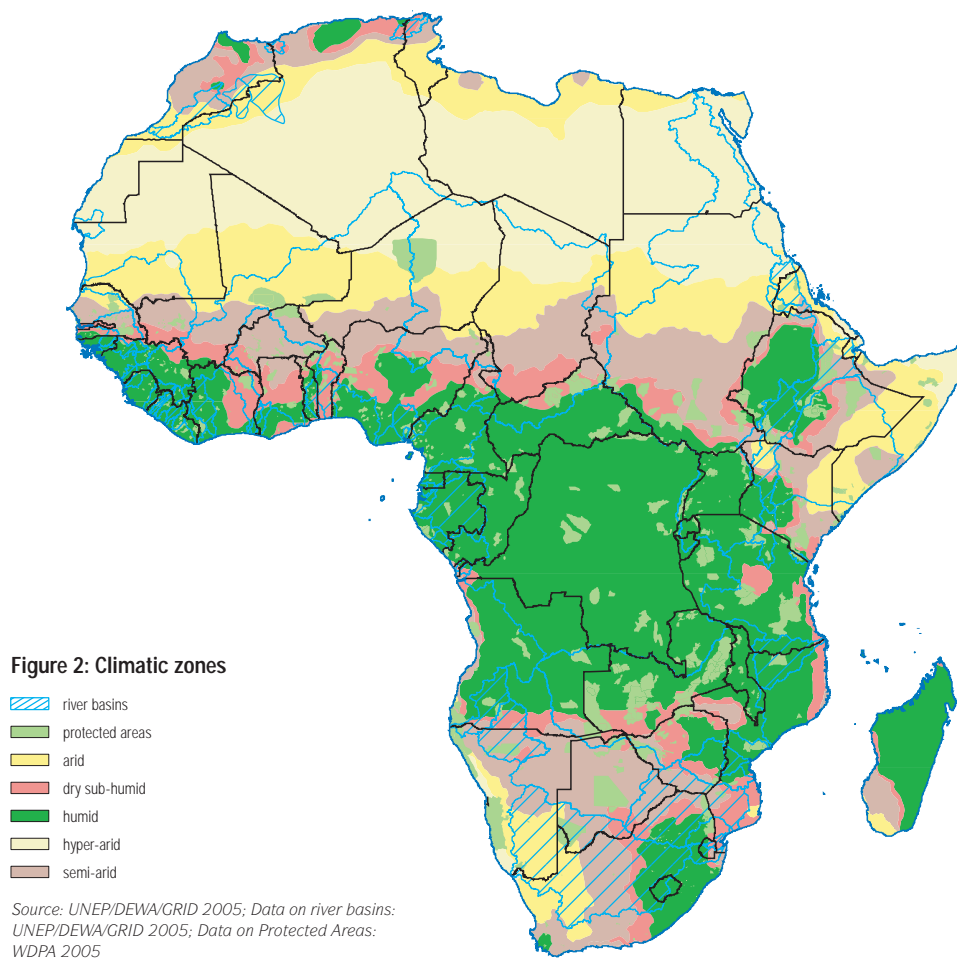 Figure 2: Climatic zones
river basins
protected areas
arid
dry sub-humid
humid
hyper-arid
semi-arid
Source: UNEP/DEWA/GRID 2005; Data on river basins:
UNEP/DEWA/GRID 2005; Data on Protected Areas:
WDPA 2005